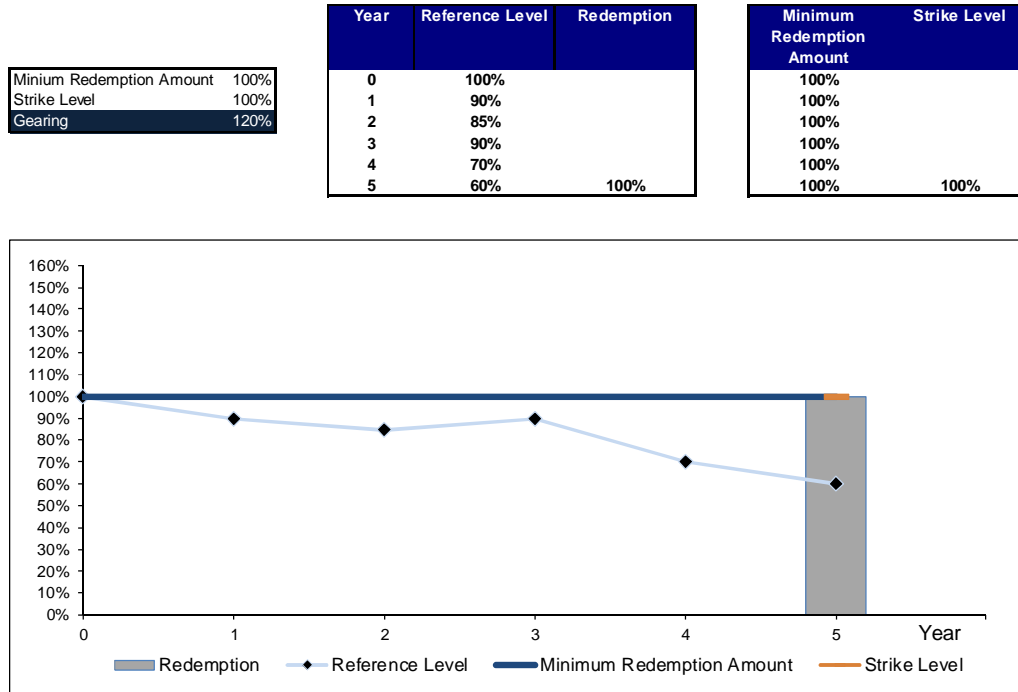 Minium Redemption Amount 100%
Strike Level 100%
Gearing 120%
Year Reference Level Redemption
0 100%
1 90%
2 85%
3 90%
4 70%
5 60% 100%
Minimum Strike Level
Redemption
Amount
100%
100%
100%
100%
100%
100% 100%
160%
150%
140%
130%
120%
110%
100%
90%
80%
70%
60%
50%
40%
30%
20%
10%
0%
0 1 2 3 4 5 Year
Redemption Reference Level Minimum Redemption Amount Strike Level